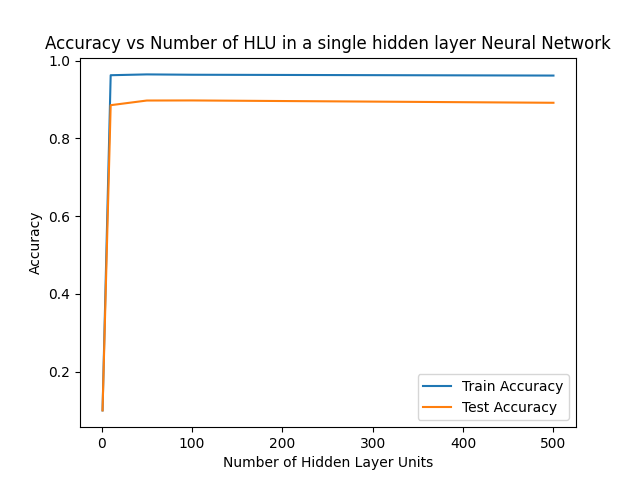 Accuracy vs Number of HLU in a single hidden layer Neural Network
1.0
0.8
0.6
0.4
0.2
Accuracy
Train Accuracy
Test Accuracy
0 100 200 300 400 500
Number of Hidden Layer Units